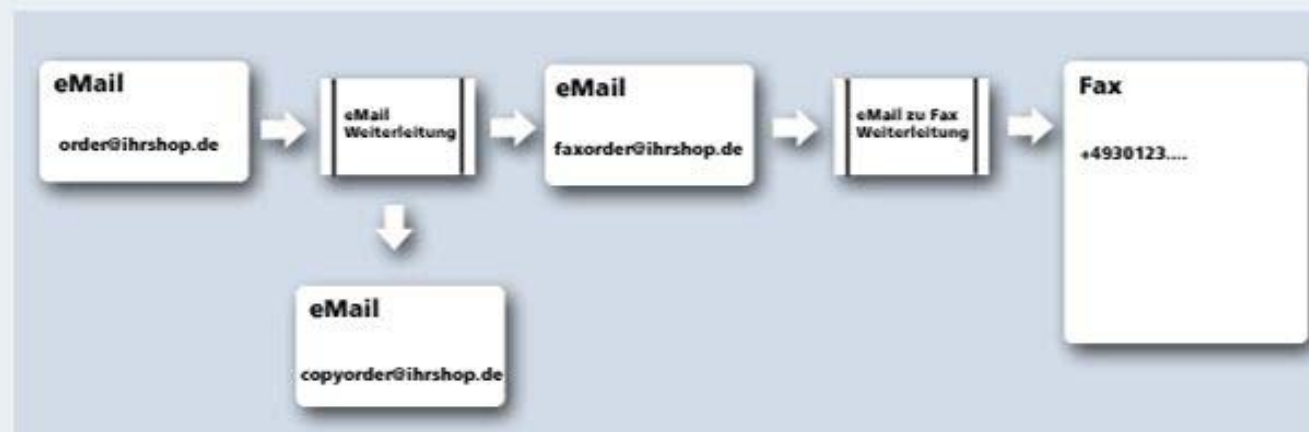 eMail
order@ihrshop.de
eMail
Weiterleitung
eMail
faxorder@ihrshop.de
eMail zu Fax
Weiterleitung
Fax
+4930123....
eMail
copyorder@ihrshop.de